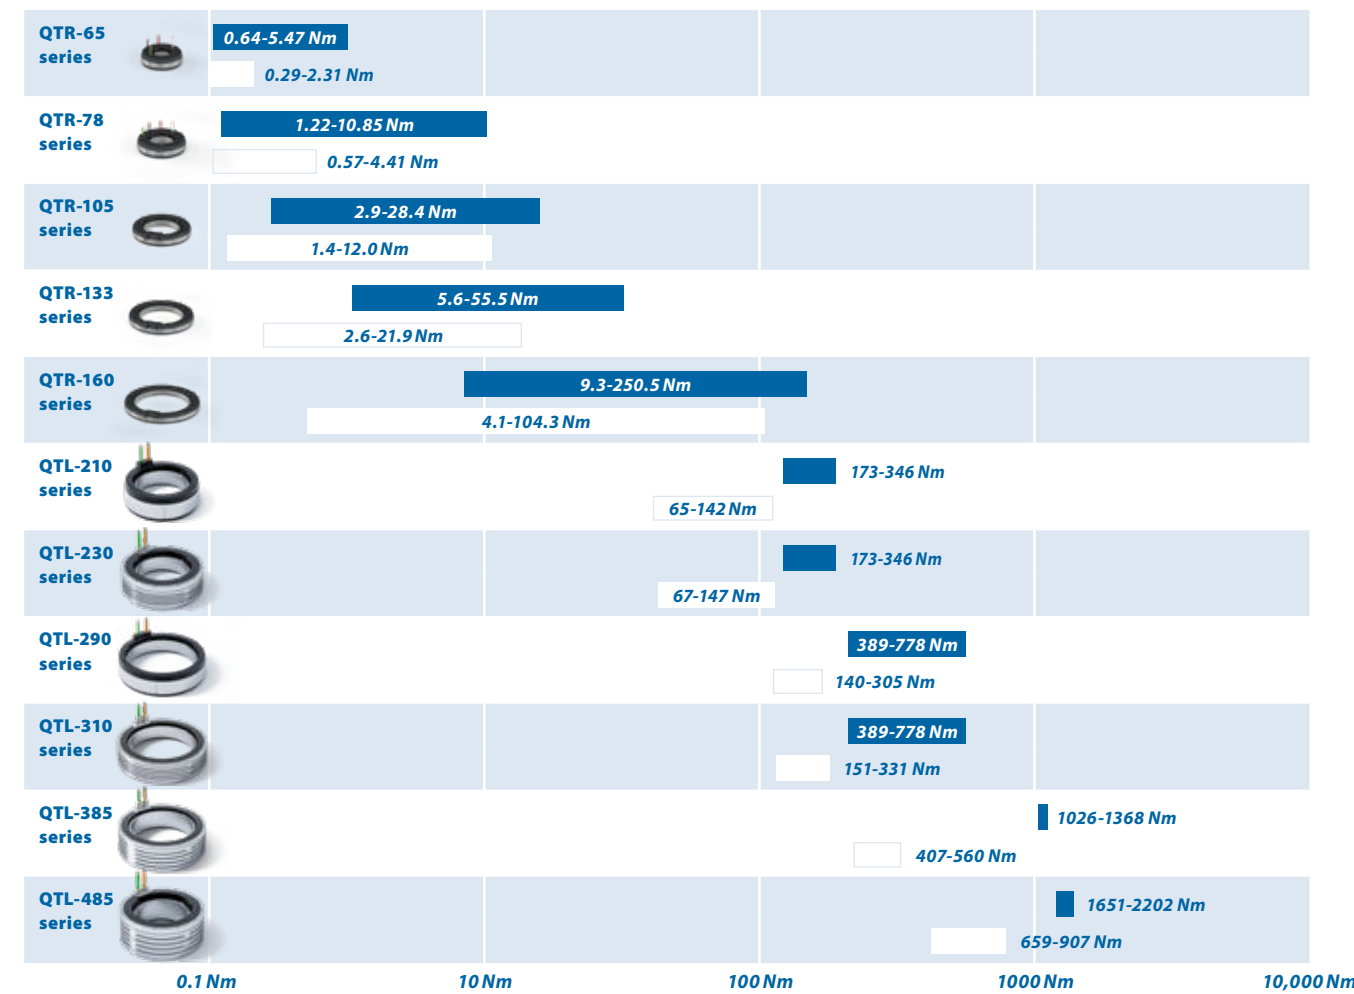 QTR-65
series
0.64-5.47 Nm
0.29-2.31 Nm
QTR-78
series
1.22-10.85 Nm
0.57-4.41 Nm
QTR-105
series
2.9-28.4 Nm
1.4-12.0 Nm
QTR-133
series
5.6-55.5 Nm
2.6-21.9 Nm
QTR-160
series
9.3-250.5 Nm
4.1-104.3 Nm
QTL-210
series
173-346 Nm
65-142 Nm
QTL-230
series
173-346 Nm
67-147 Nm
QTL-290
series
389-778 Nm
140-305 Nm
QTL-310
series
389-778 Nm
151-331 Nm
QTL-385
series
1026-1368 Nm
407-560 Nm
QTL-485
series
1651-2202 Nm
659-907 Nm
0.1 Nm 10 Nm 100 Nm 1000 Nm 10,000 Nm